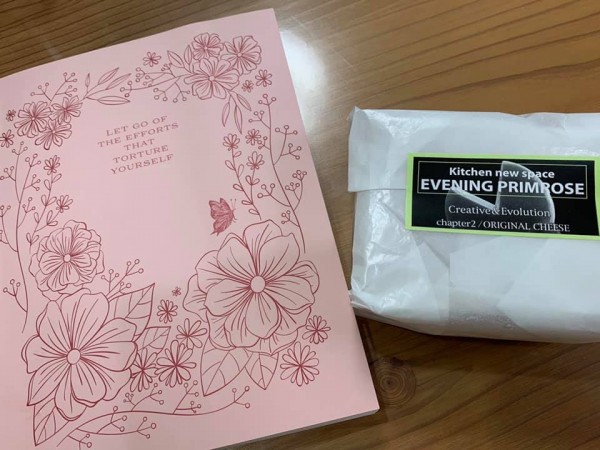 LET GO OF
THE EFFORTS
THAT
TORTURE
YOURSELF
Kitchen new space
EVENING PRIMROSE
Creative & Evolution
chapter2 / ORIGINAL CHEESE